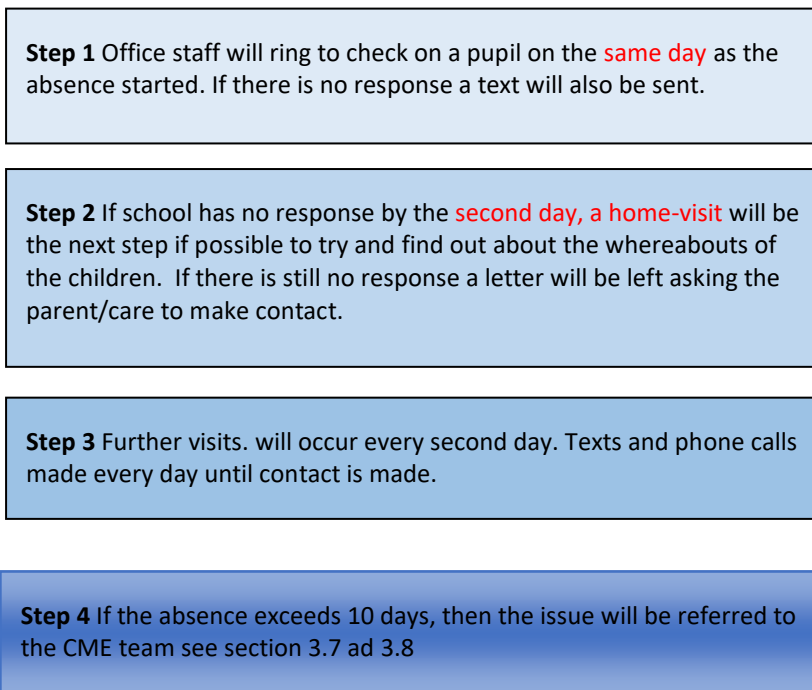 Step 1 Office staff will ring to check on a pupil on the same day as the
absence started. If there is no response a text will also be sent.
Step 2 If school has no response by the second day, a home-visit will be
the next step if possible to try and find out about the whereabouts of
the children.  If there is still no response a letter will be left asking the
parent/care to make contact.
Step 3 Further visits. will occur every second day. Texts and phone calls
made every day until contact is made.
Step 4 If the absence exceeds 10 days, then the issue will be referred to
the CME team see section 3.7 ad 3.8